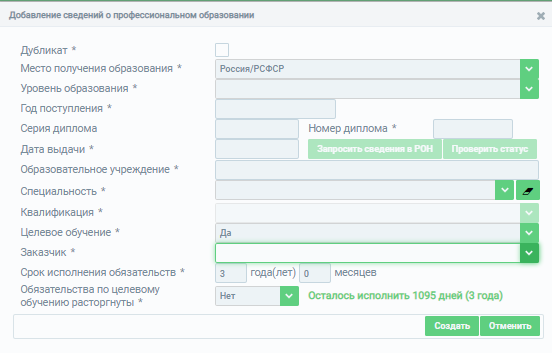 Добавление сведений о профессиональном образовании
Дубликат *
Место получения образования * Россия/РСФСР
Уровень образования *
Год поступления *
Серия диплома Номер диплома *
Дата выдачи * Запросить сведения в РОН Проверить статус
Образовательное учреждение *
Специальность *
Квалификация *
Целевое обучение * Да
Заказчик *
Срок исполнения обязательств * 3 года(лет) 0 месяцев
Обязательства по целевому
обучению расторгнуты * Нет Осталось исполнить 1095 дней (3 года)
Создать Отменить